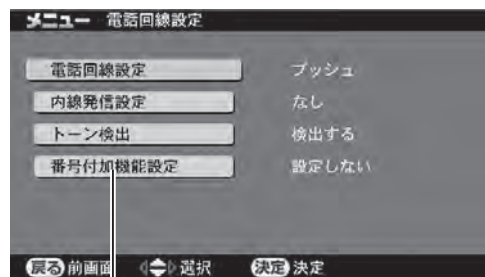 メニュー 電話回線設定
電話回線設定 プッシュ
内線発信設定 なし
トーン検出 検出する
番号付加機能設定 設定しない
戻る 前画面 選択 決定 決定